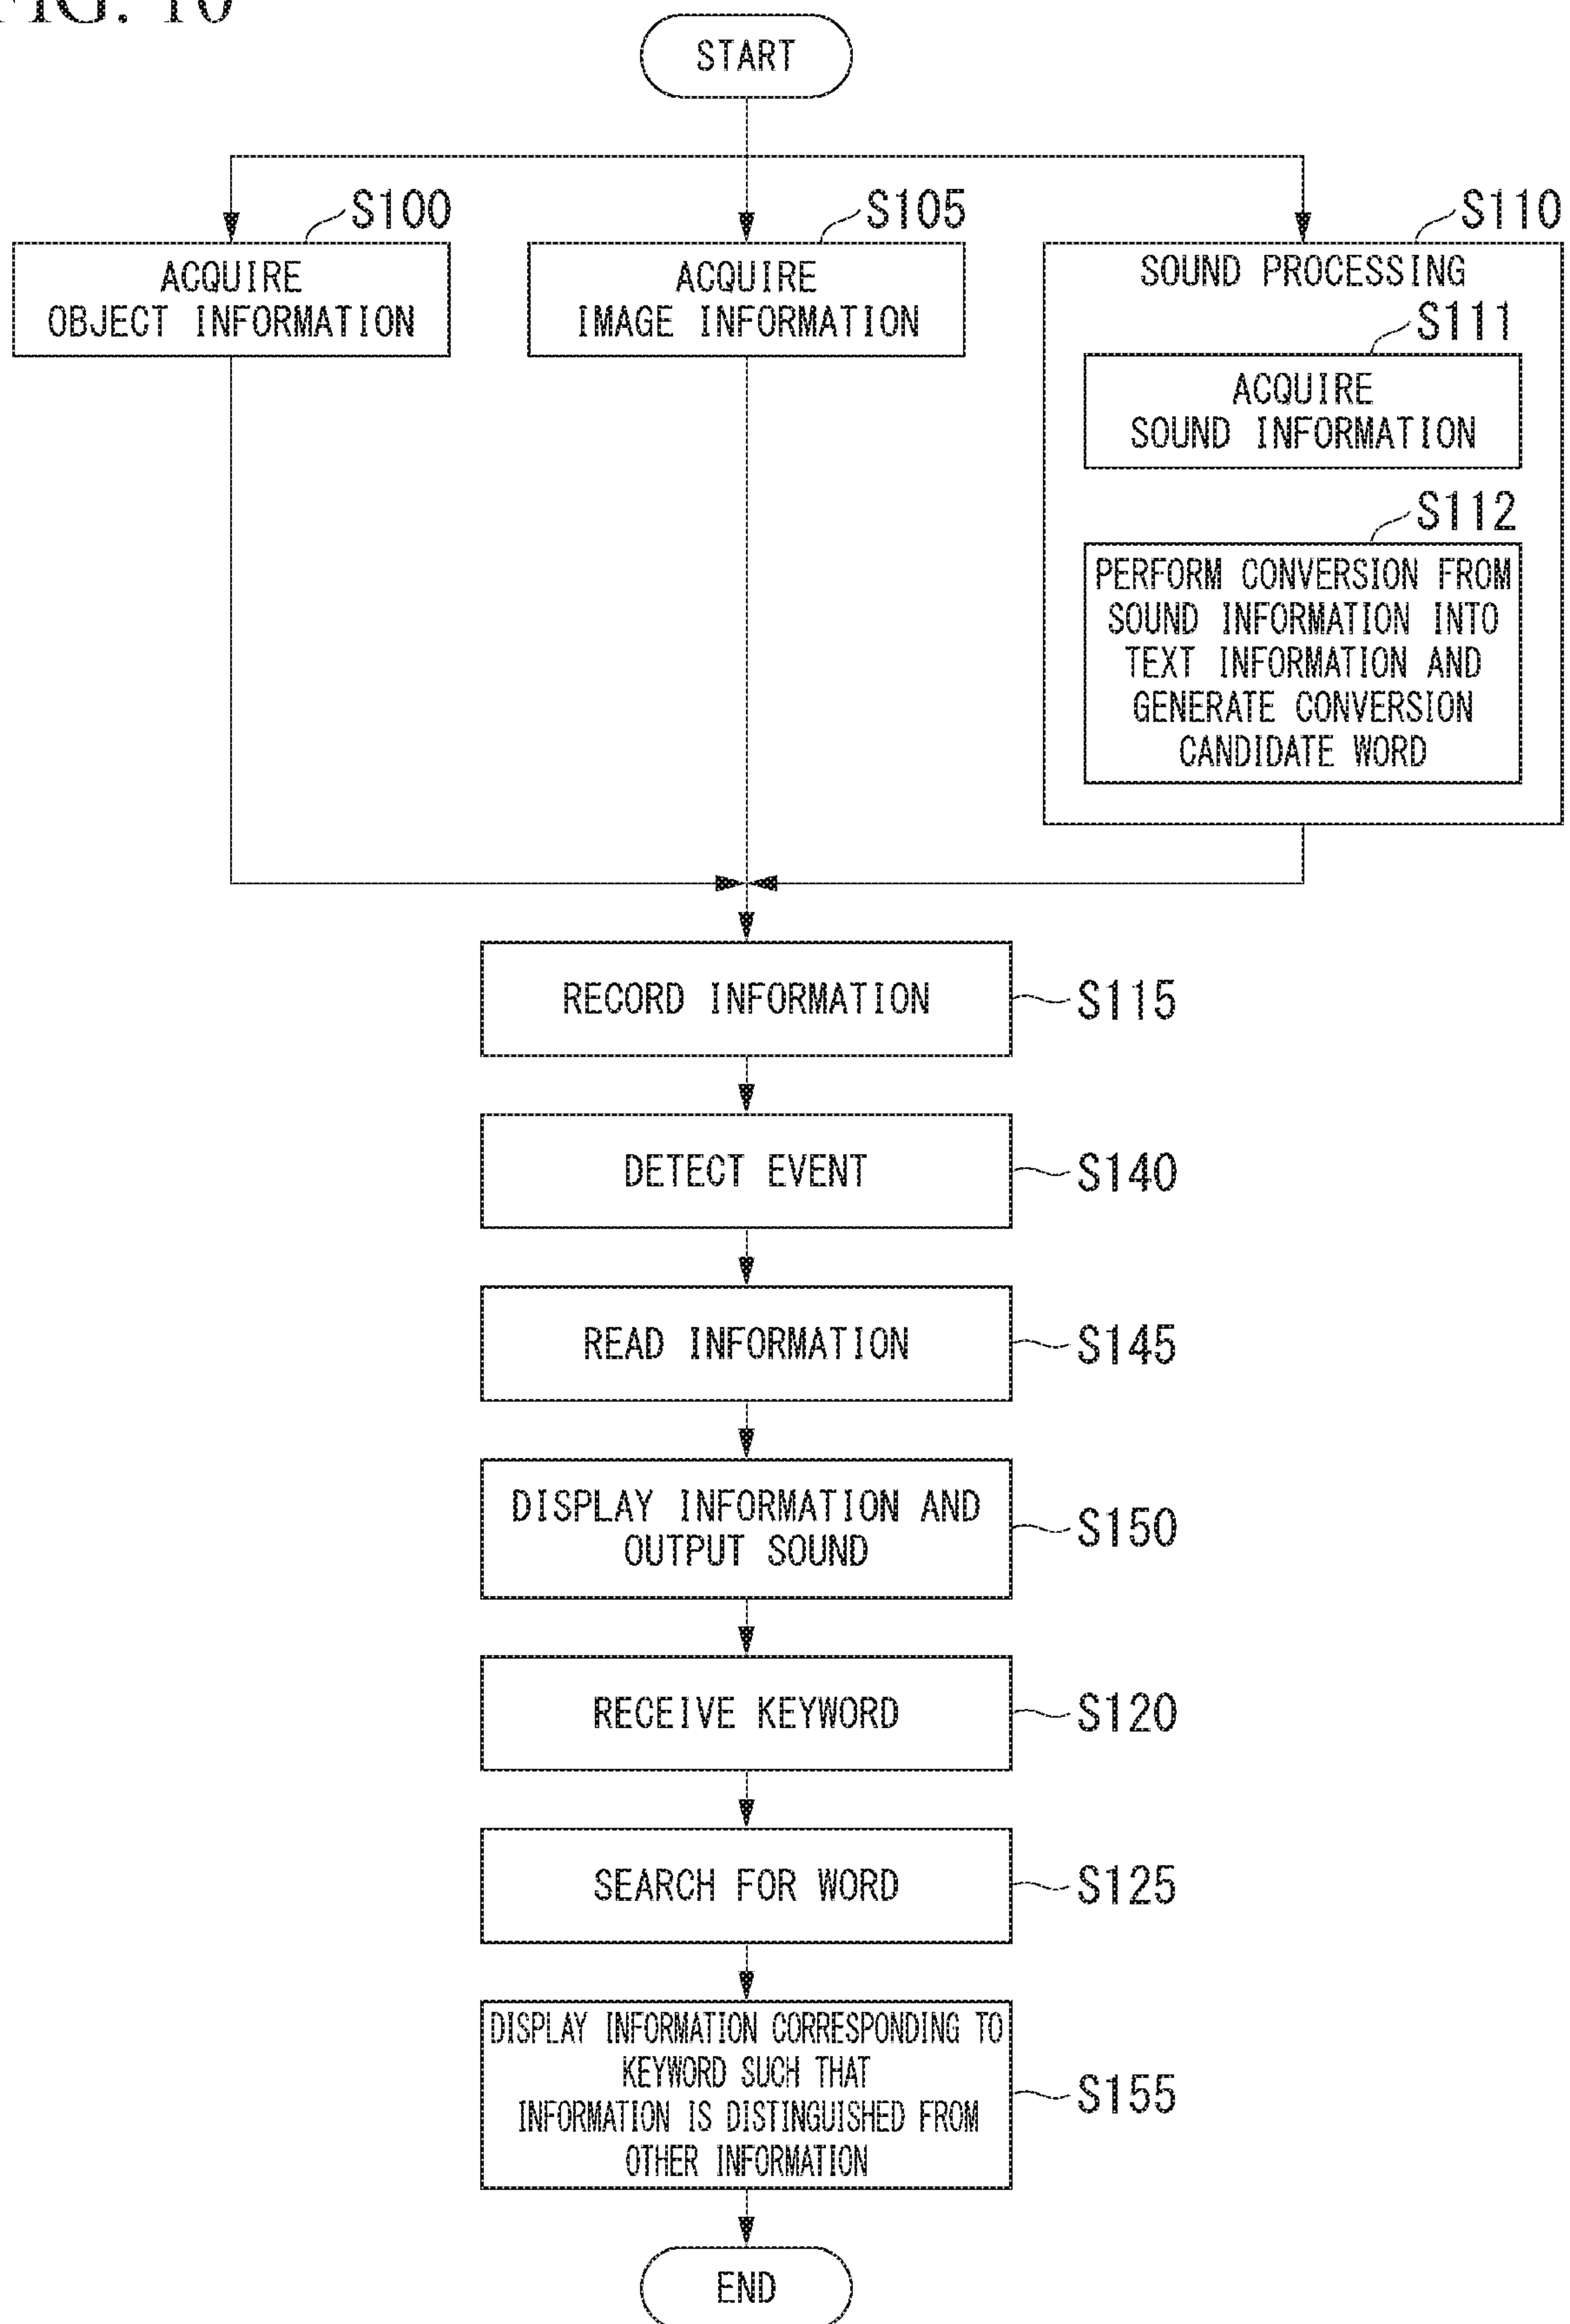 FIG. 10
START
S100
ACQUIRE
OBJECT INFORMATION
S105
ACQUIRE
IMAGE INFORMATION
S110
SOUND PROCESSING
S111
ACQUIRE
SOUND INFORMATION
S112
PERFORM CONVERSION FROM
SOUND INFORMATION INTO
TEXT INFORMATION AND
GENERATE CONVERSION
CANDIDATE WORD
RECORD INFORMATION
S115
DETECT EVENT
S140
READ INFORMATION
S145
DISPLAY INFORMATION AND
OUTPUT SOUND
S150
RECEIVE KEYWORD
S120
SEARCH FOR WORD
S125
DISPLAY INFORMATION CORRESPONDING TO
KEYWORD SUCH THAT
INFORMATION IS DISTINGUISHED FROM
OTHER INFORMATION
S155
END